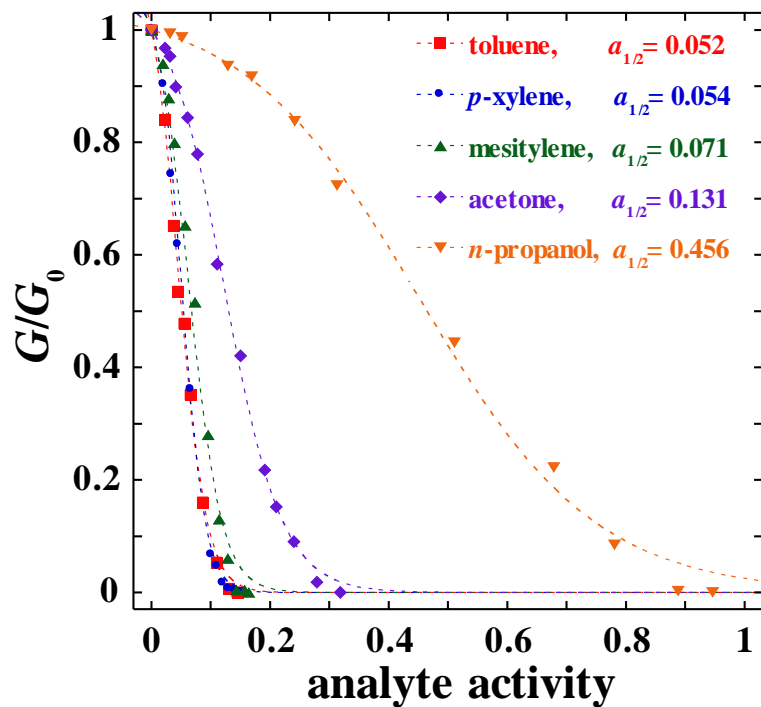 toluene, a1/2= 0.052
p-xylene, a1/2= 0.054
mesitylene, a1/2= 0.071
acetone, a1/2= 0.131
n-propanol, a1/2= 0.456
1
0.8
0.6
0.4
0.2
0
G/G0
0 0.2 0.4 0.6 0.8 1
analyte activity